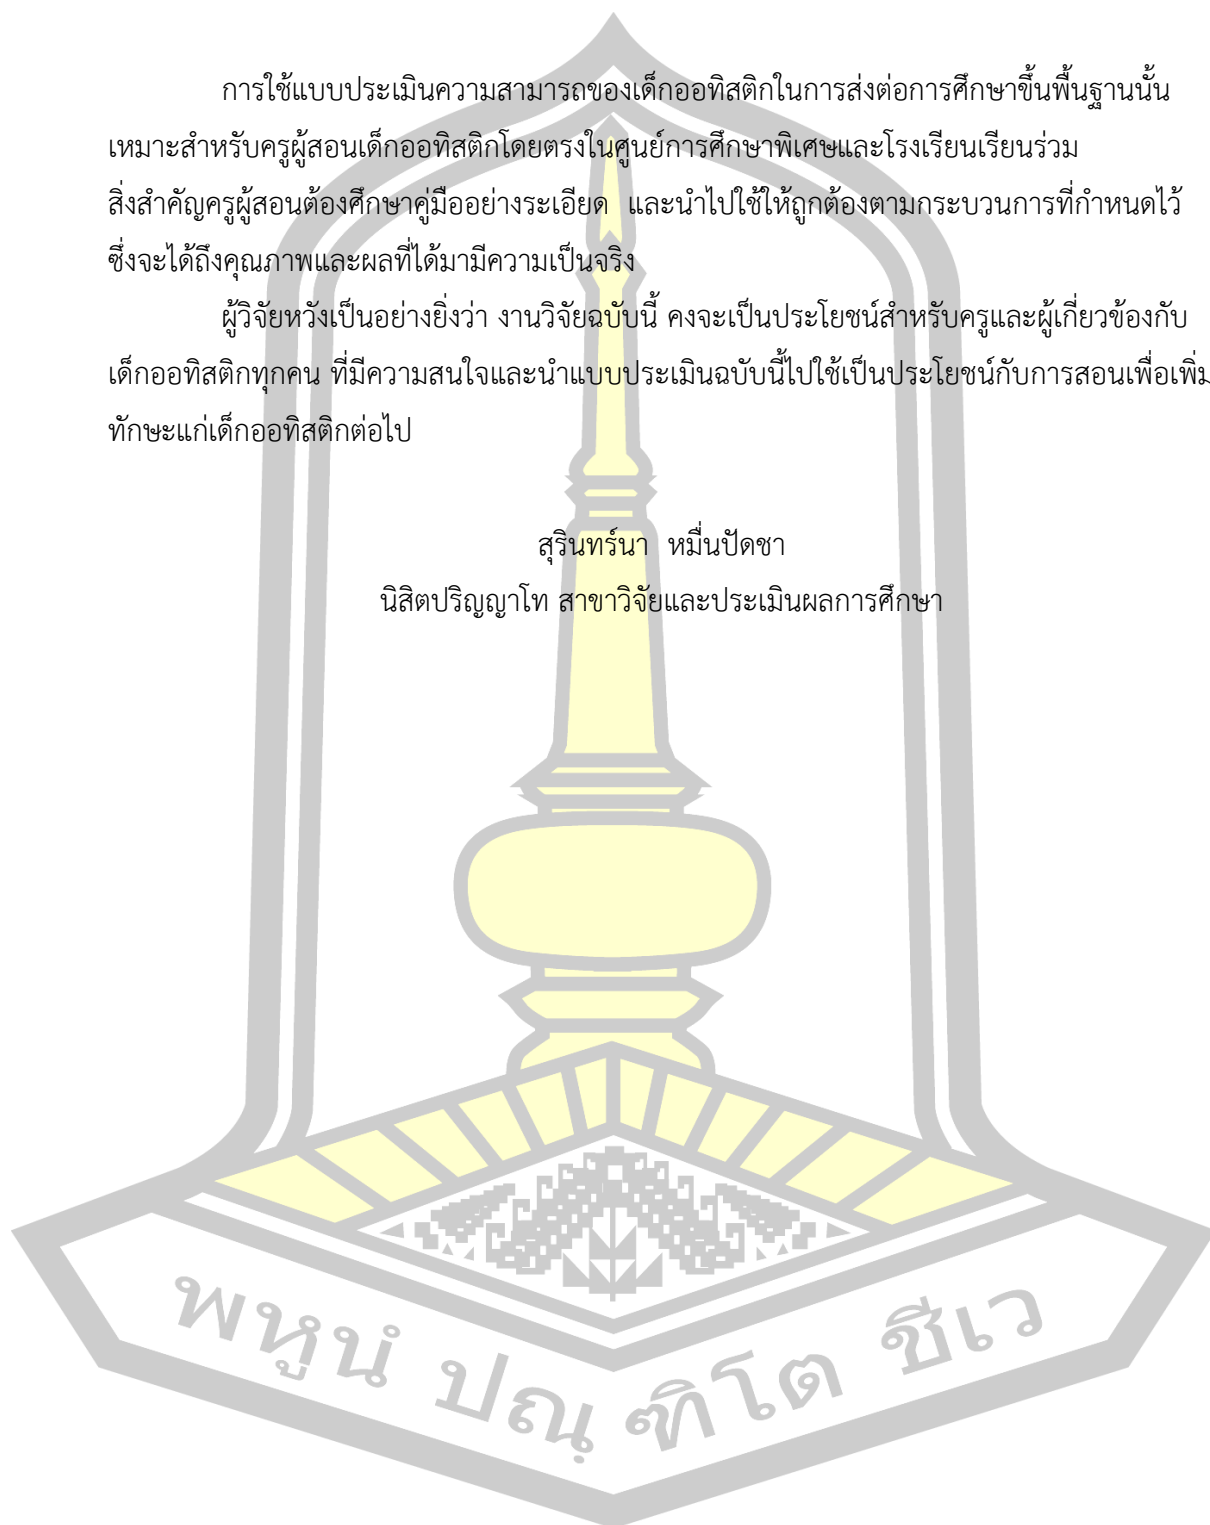 การใช้แบบประเมินความสามารถของเด็กออทิสติกในการส่งต่อการศึกษาขึ้นพื้นฐานนั้น
เหมาะสำหรับครูผู้สอนเด็กออทิสติกโดยตรงในศูนย์การศึกษาพิเศษและโรงเรียนเรียนร่วม
สิ่งสำคัญครูผู้สอนต้องศึกษาคู่มืออย่างระเอียด และนำไปใช้ให้ถูกต้องตามกระบวนการที่กำหนดไว้
ซึ่งจะได้ถึงคุณภาพและผลที่ได้มามีความเป็นจริง
ผู้วิจัยหวังเป็นอย่างยิ่งว่า งานวิจัยฉบับนี้ คงจะเป็นประโยชน์สำหรับครูและผู้เกี่ยวข้องกับ
เด็กออทิสติกทุกคน ที่มีความสนใจและนำแบบประเมินฉบับนี้ไปใช้เป็นประโยชน์กับการสอนเพื่อเพิ่ม
ทักษะแก่เด็กออทิสติกต่อไป
สุรินทร์นา หมื่นปัดชา
นิสิตปริญญาโท สาขาวิจัยและประเมินผลการศึกษา
พหูนํ ปณฺฑิโต ชีเว